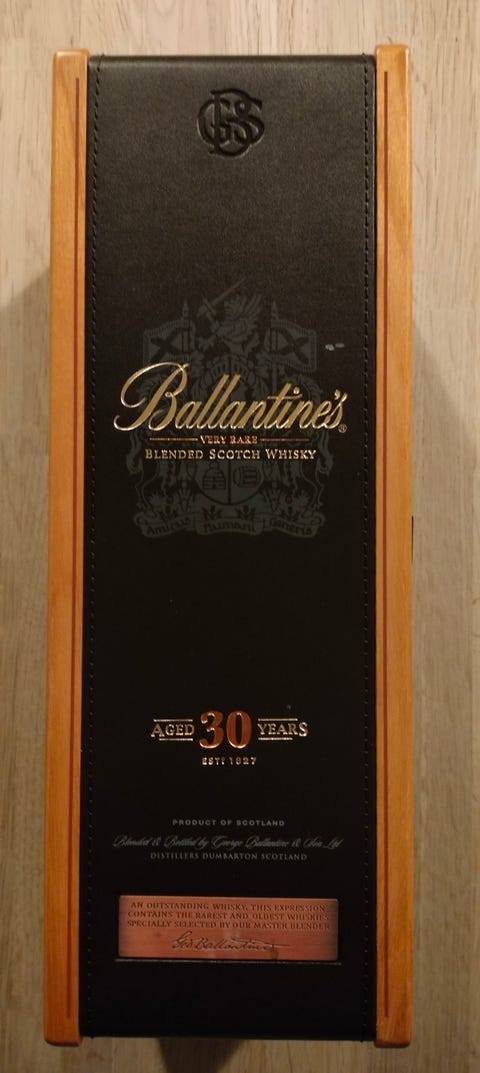 GBS
Ballantine's®
VERY RARE
BLENDED SCOTCH WHISKY
Amicus Humani Generis
AGED 30 YEARS
ESTD 1827
PRODUCT OF SCOTLAND
Blended & Bottled by George Ballantine & Son Ltd
DISTILLERS DUMBARTON SCOTLAND
AN OUTSTANDING WHISKY, THIS EXPRESSION
CONTAINS THE RAREST AND OLDEST WHISKIES
SPECIALLY SELECTED BY OUR MASTER BLENDER
Geo Ballantine